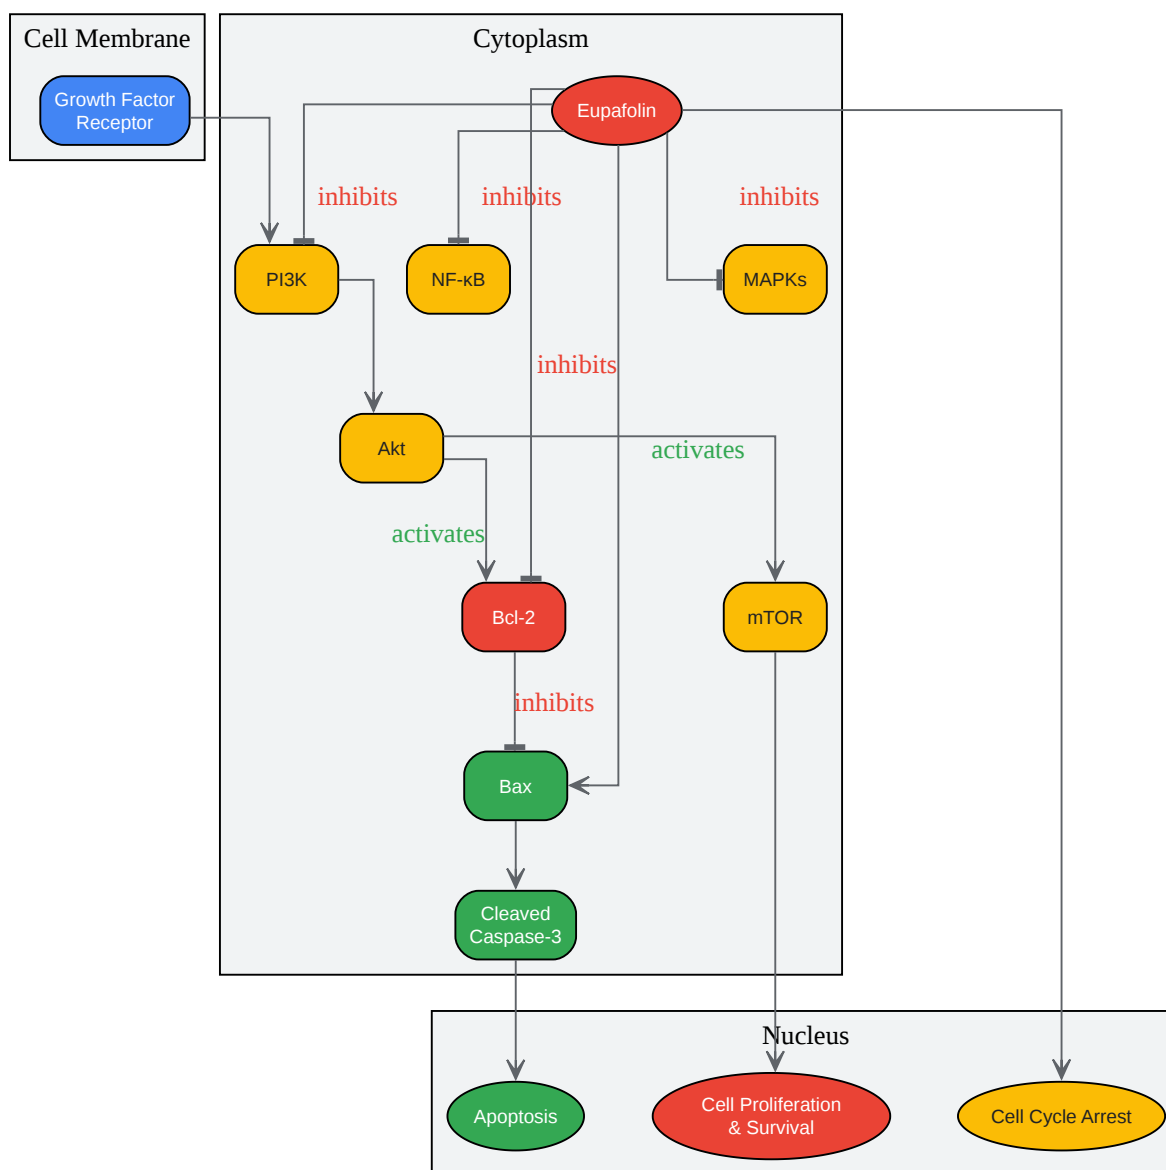 Cell Membrane
Cytoplasm
Growth Factor
Receptor
Eupafolin
inhibits
inhibits
inhibits
PI3K
NF-κB
MAPKs
inhibits
Akt
activates
activates
Bcl-2
mTOR
inhibits
Bax
Cleaved
Caspase-3
Nucleus
Apoptosis
Cell Proliferation
& Survival
Cell Cycle Arrest